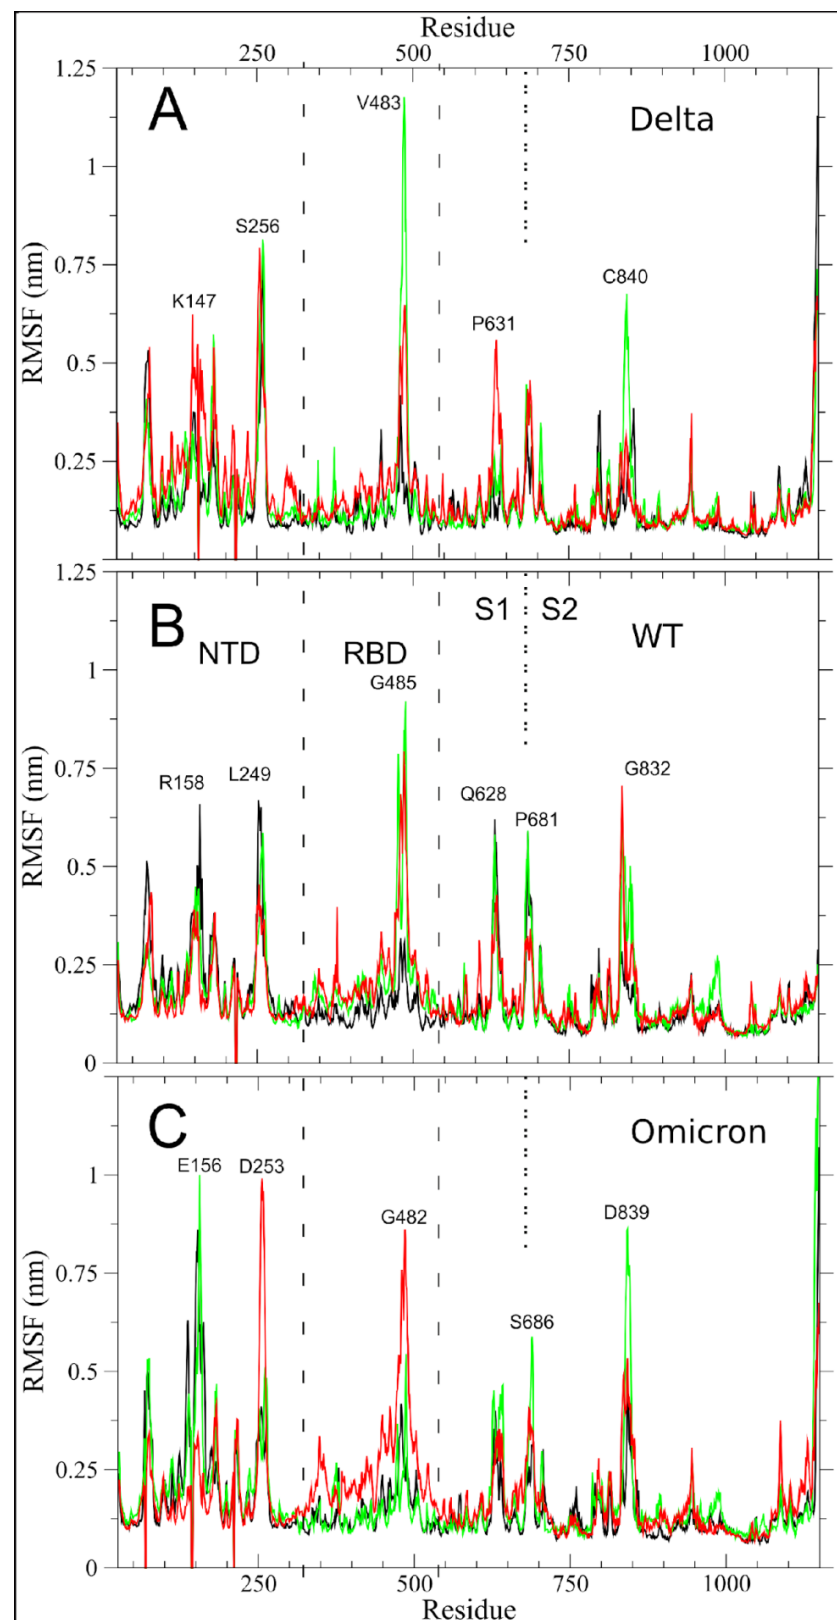 Residue
250 500 750 1000
1.25
A
V483
Delta
1
S256
0.75
K147
C840
P631
0.5
0.25
RMSF (nm)
1.25
B
S1 S2
WT
NTD
RBD
1
G485
0.75
R158
L249
Q628
P681
G832
0.5
0.25
0
RMSF (nm)
C
Omicron
E156
D253
1
G482
D839
0.75
S686
0.5
0.25
0
RMSF (nm)
250 500 750 1000
Residue